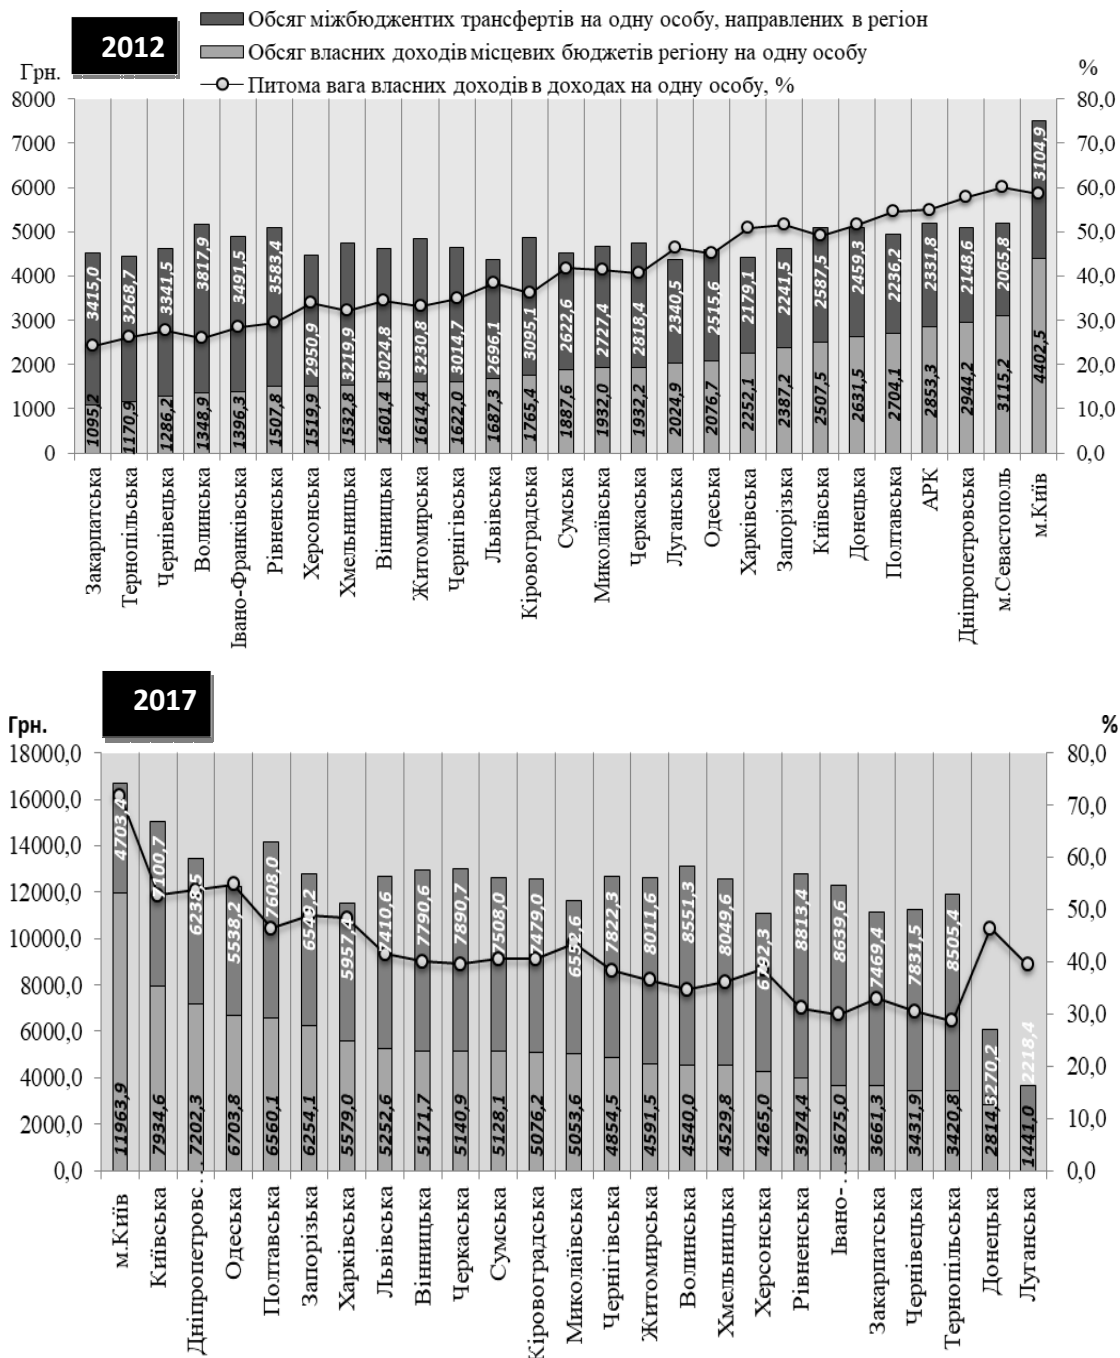 2012
Обсяг міжбюджентих трансфертів на одну особу, направлених в регіон
Обсяг власних доходів місцевих бюджетів регіону на одну особу
Питома вага власних доходів в доходах на одну особу, %
Грн.
%
8000
7000
6000
5000
4000
3000
2000
1000
0
80,0
70,0
60,0
50,0
40,0
30,0
20,0
10,0
0,0
3415,0
3268,7
3341,5
3817,9
3491,5
3583,4
2950,9
3219,9
3024,8
3230,8
3014,7
2696,1
3095,1
2622,6
2727,4
2818,4
2340,5
2515,6
2179,1
2241,5
2587,5
2459,3
2236,2
2331,8
2148,6
2065,8
3104,9
1095,2
1170,9
1286,2
1348,9
1396,3
1507,8
1519,9
1532,8
1601,4
1614,4
1622,0
1687,3
1765,4
1887,6
1932,0
1932,2
2024,9
2076,7
2252,1
2387,2
2507,5
2631,5
2704,1
2853,3
2944,2
3115,2
4402,5
Закарпатська
Тернопільська
Чернівецька
Волинська
Івано-Франківська
Рівненська
Херсонська
Хмельницька
Вінницька
Житомирська
Чернігівська
Львівська
Кіровоградська
Сумська
Миколаївська
Черкаська
Луганська
Одеська
Харківська
Запорізька
Київська
Донецька
Полтавська
АРК
Дніпропетровська
м.Севастополь
м.Київ
2017
Грн.
%
18000,0
16000,0
14000,0
12000,0
10000,0
8000,0
6000,0
4000,0
2000,0
0,0
80,0
70,0
60,0
50,0
40,0
30,0
20,0
10,0
0,0
4703,4
7100,7
6238,5
5538,2
7608,0
6549,2
5957,4
7410,6
7790,6
7890,7
7508,0
7479,0
6552,6
7822,3
8011,6
8551,3
8049,6
6792,3
8813,4
8639,6
7469,4
7831,5
8505,4
3270,2
2218,4
11963,9
7934,6
7202,3
6703,8
6560,1
6254,1
5579,0
5252,6
5171,7
5140,9
5128,1
5076,2
5053,6
4854,5
4591,5
4540,0
4529,8
4265,0
3974,4
3675,0
3661,3
3431,9
3420,8
1441,0
м.Київ
Київська
Дніпропетровс…
Одеська
Полтавська
Запорізька
Харківська
Львівська
Вінницька
Черкаська
Сумська
Кіровоградська
Миколаївська
Чернігівська
Житомирська
Волинська
Хмельницька
Херсонська
Рівненська
Івано-…
Закарпатська
Чернівецька
Тернопільська
Донецька
Луганська